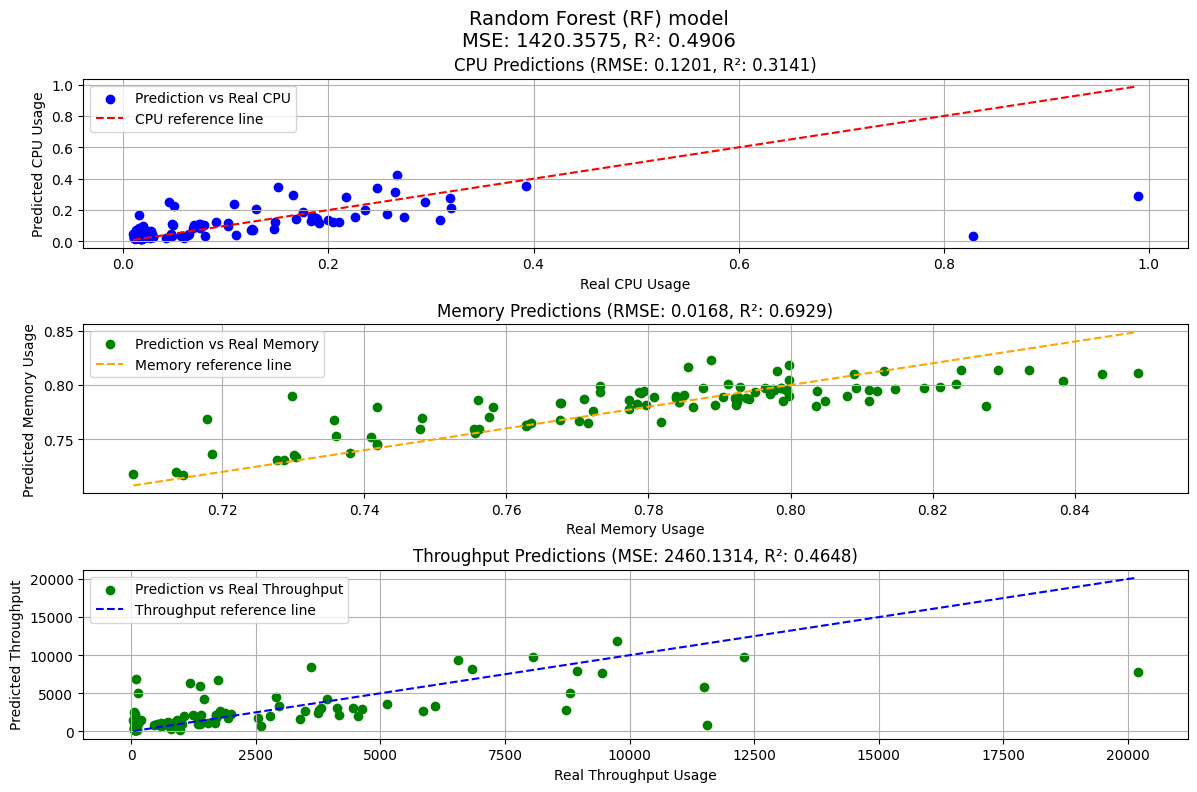 Random Forest (RF) model
MSE: 1420.3575, R²: 0.4906
CPU Predictions (RMSE: 0.1201, R²: 0.3141)
Predicted CPU Usage
1.0
0.8
0.6
0.4
0.2
0.0
Prediction vs Real CPU
CPU reference line
0.0 0.2 0.4 0.6 0.8 1.0
Real CPU Usage
Memory Predictions (RMSE: 0.0168, R²: 0.6929)
Predicted Memory Usage
0.85
0.80
0.75
Prediction vs Real Memory
Memory reference line
0.72 0.74 0.76 0.78 0.80 0.82 0.84
Real Memory Usage
Throughput Predictions (MSE: 2460.1314, R²: 0.4648)
Predicted Throughput
20000
15000
10000
5000
0
Prediction vs Real Throughput
Throughput reference line
0 2500 5000 7500 10000 12500 15000 17500 20000
Real Throughput Usage